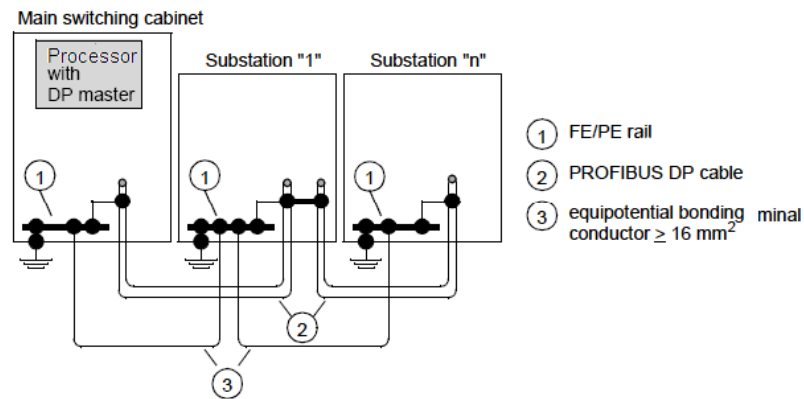 Main switching cabinet
Processor
with
DP master
Substation "1"
Substation "n"
1
1
1
2
3
1 FE/PE rail
2 PROFIBUS DP cable
3 equipotential bonding minal
conductor ≥ 16 mm²